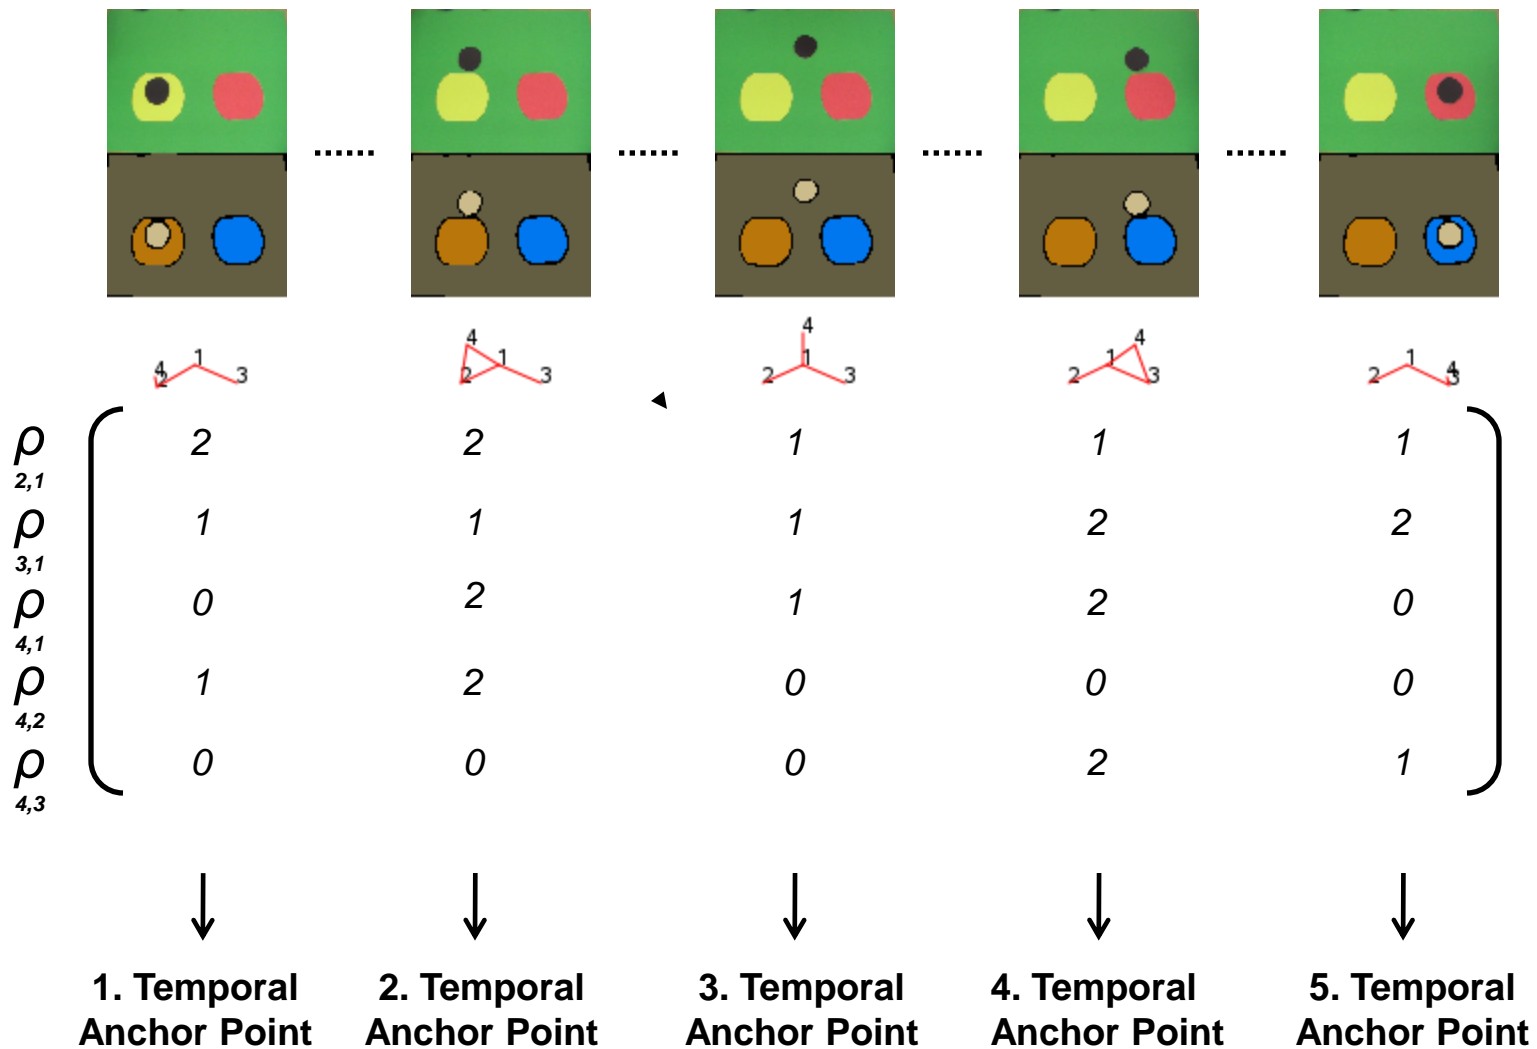 ...... ...... ...... ......
4 2 1 3
4 2 1 3
4 1 2 3
4 1 2 3
1 4 2 3
ρ 2,1 2 2 1 1 1
ρ 3,1 1 1 1 2 2
ρ 4,1 0 2 1 2 0
ρ 4,2 1 2 0 0 0
ρ 4,3 0 0 0 2 1
1. Temporal 2. Temporal 3. Temporal 4. Temporal 5. Temporal
Anchor Point Anchor Point Anchor Point Anchor Point Anchor Point